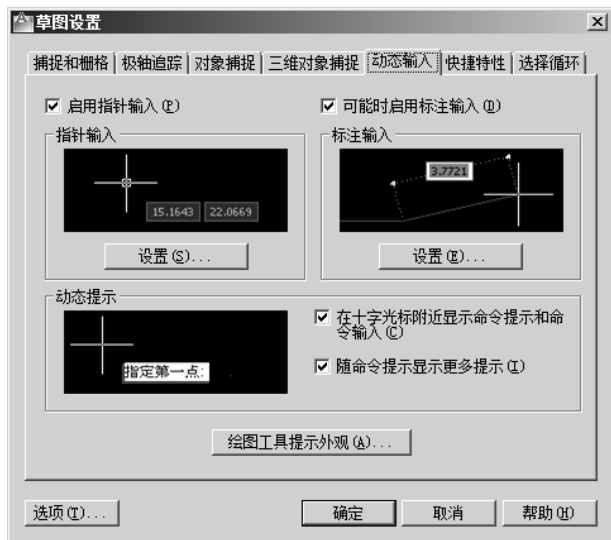 草图设置
捕捉和栅格 极轴追踪 对象捕捉 三维对象捕捉 动态输入 快捷特性 选择循环
启用指针输入(P)
可能时启用标注输入(D)
指针输入
标注输入
15.1643 22.0669
3.7721
设置(S)...
设置(E)...
动态提示
指定第一点:
在十字光标附近显示命令提示和命
令输入(C)
随命令提示显示更多提示(I)
绘图工具提示外观(A)...
选项(T)...
确定
取消
帮助(H)